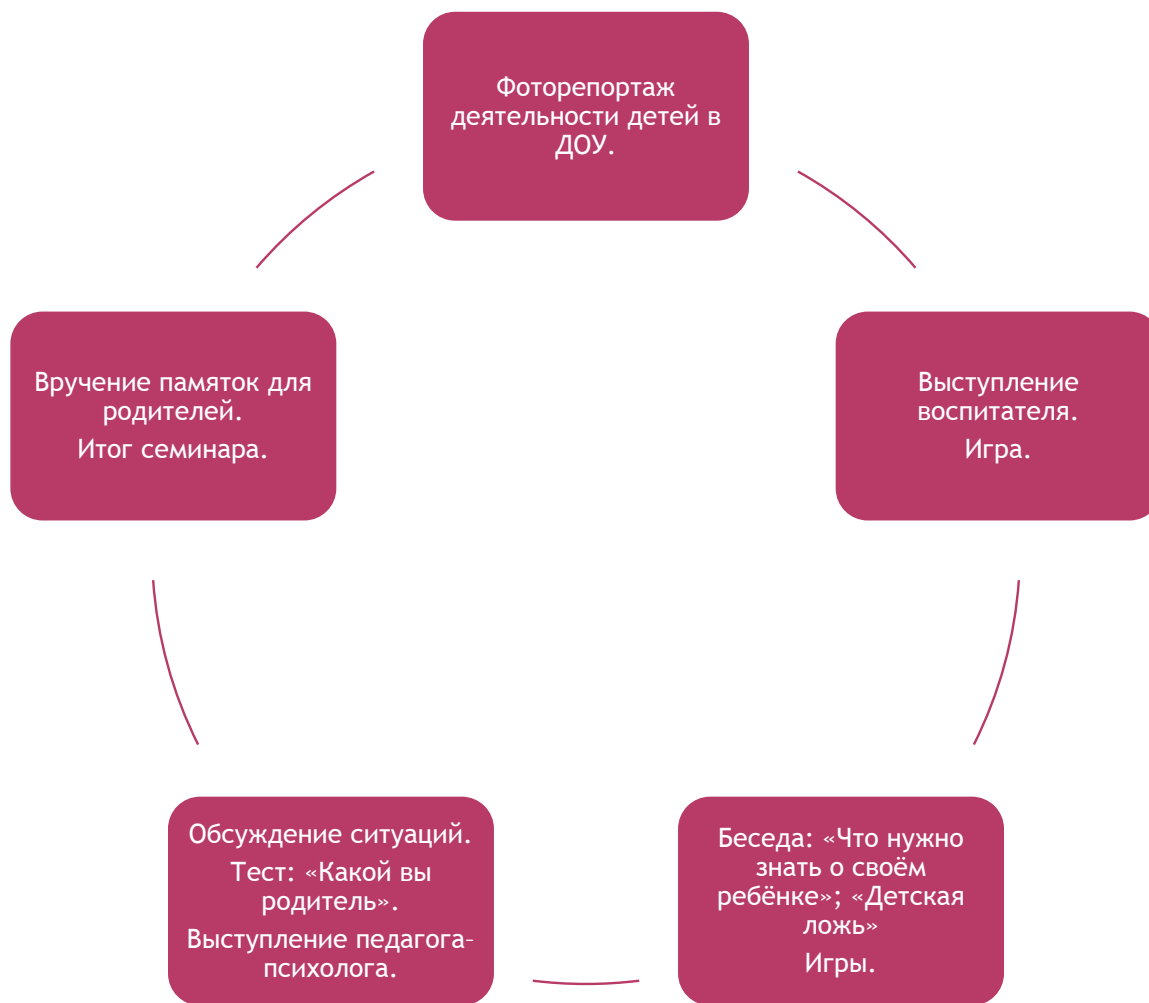 Фоторепортаж
деятельности детей в
ДОУ.
Выступление
воспитателя.
Игра.
Беседа: «Что нужно
знать о своём
ребёнке»; «Детская
ложь»
Игры.
Обсуждение ситуаций.
Тест: «Какой вы
родитель».
Выступление педагога-
психолога.
Вручение памяток для
родителей.
Итог семинара.